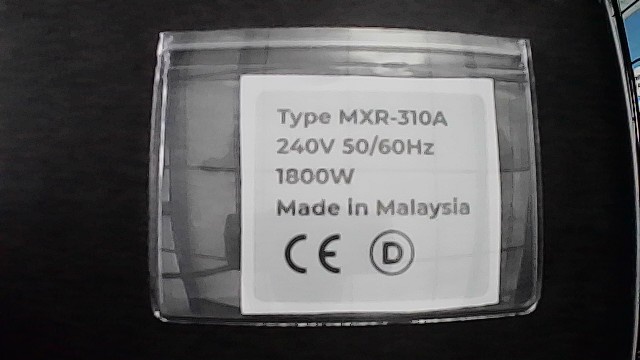 Type MXR-310A
240V 50/60Hz
1800W
Made in Malaysia
CE D